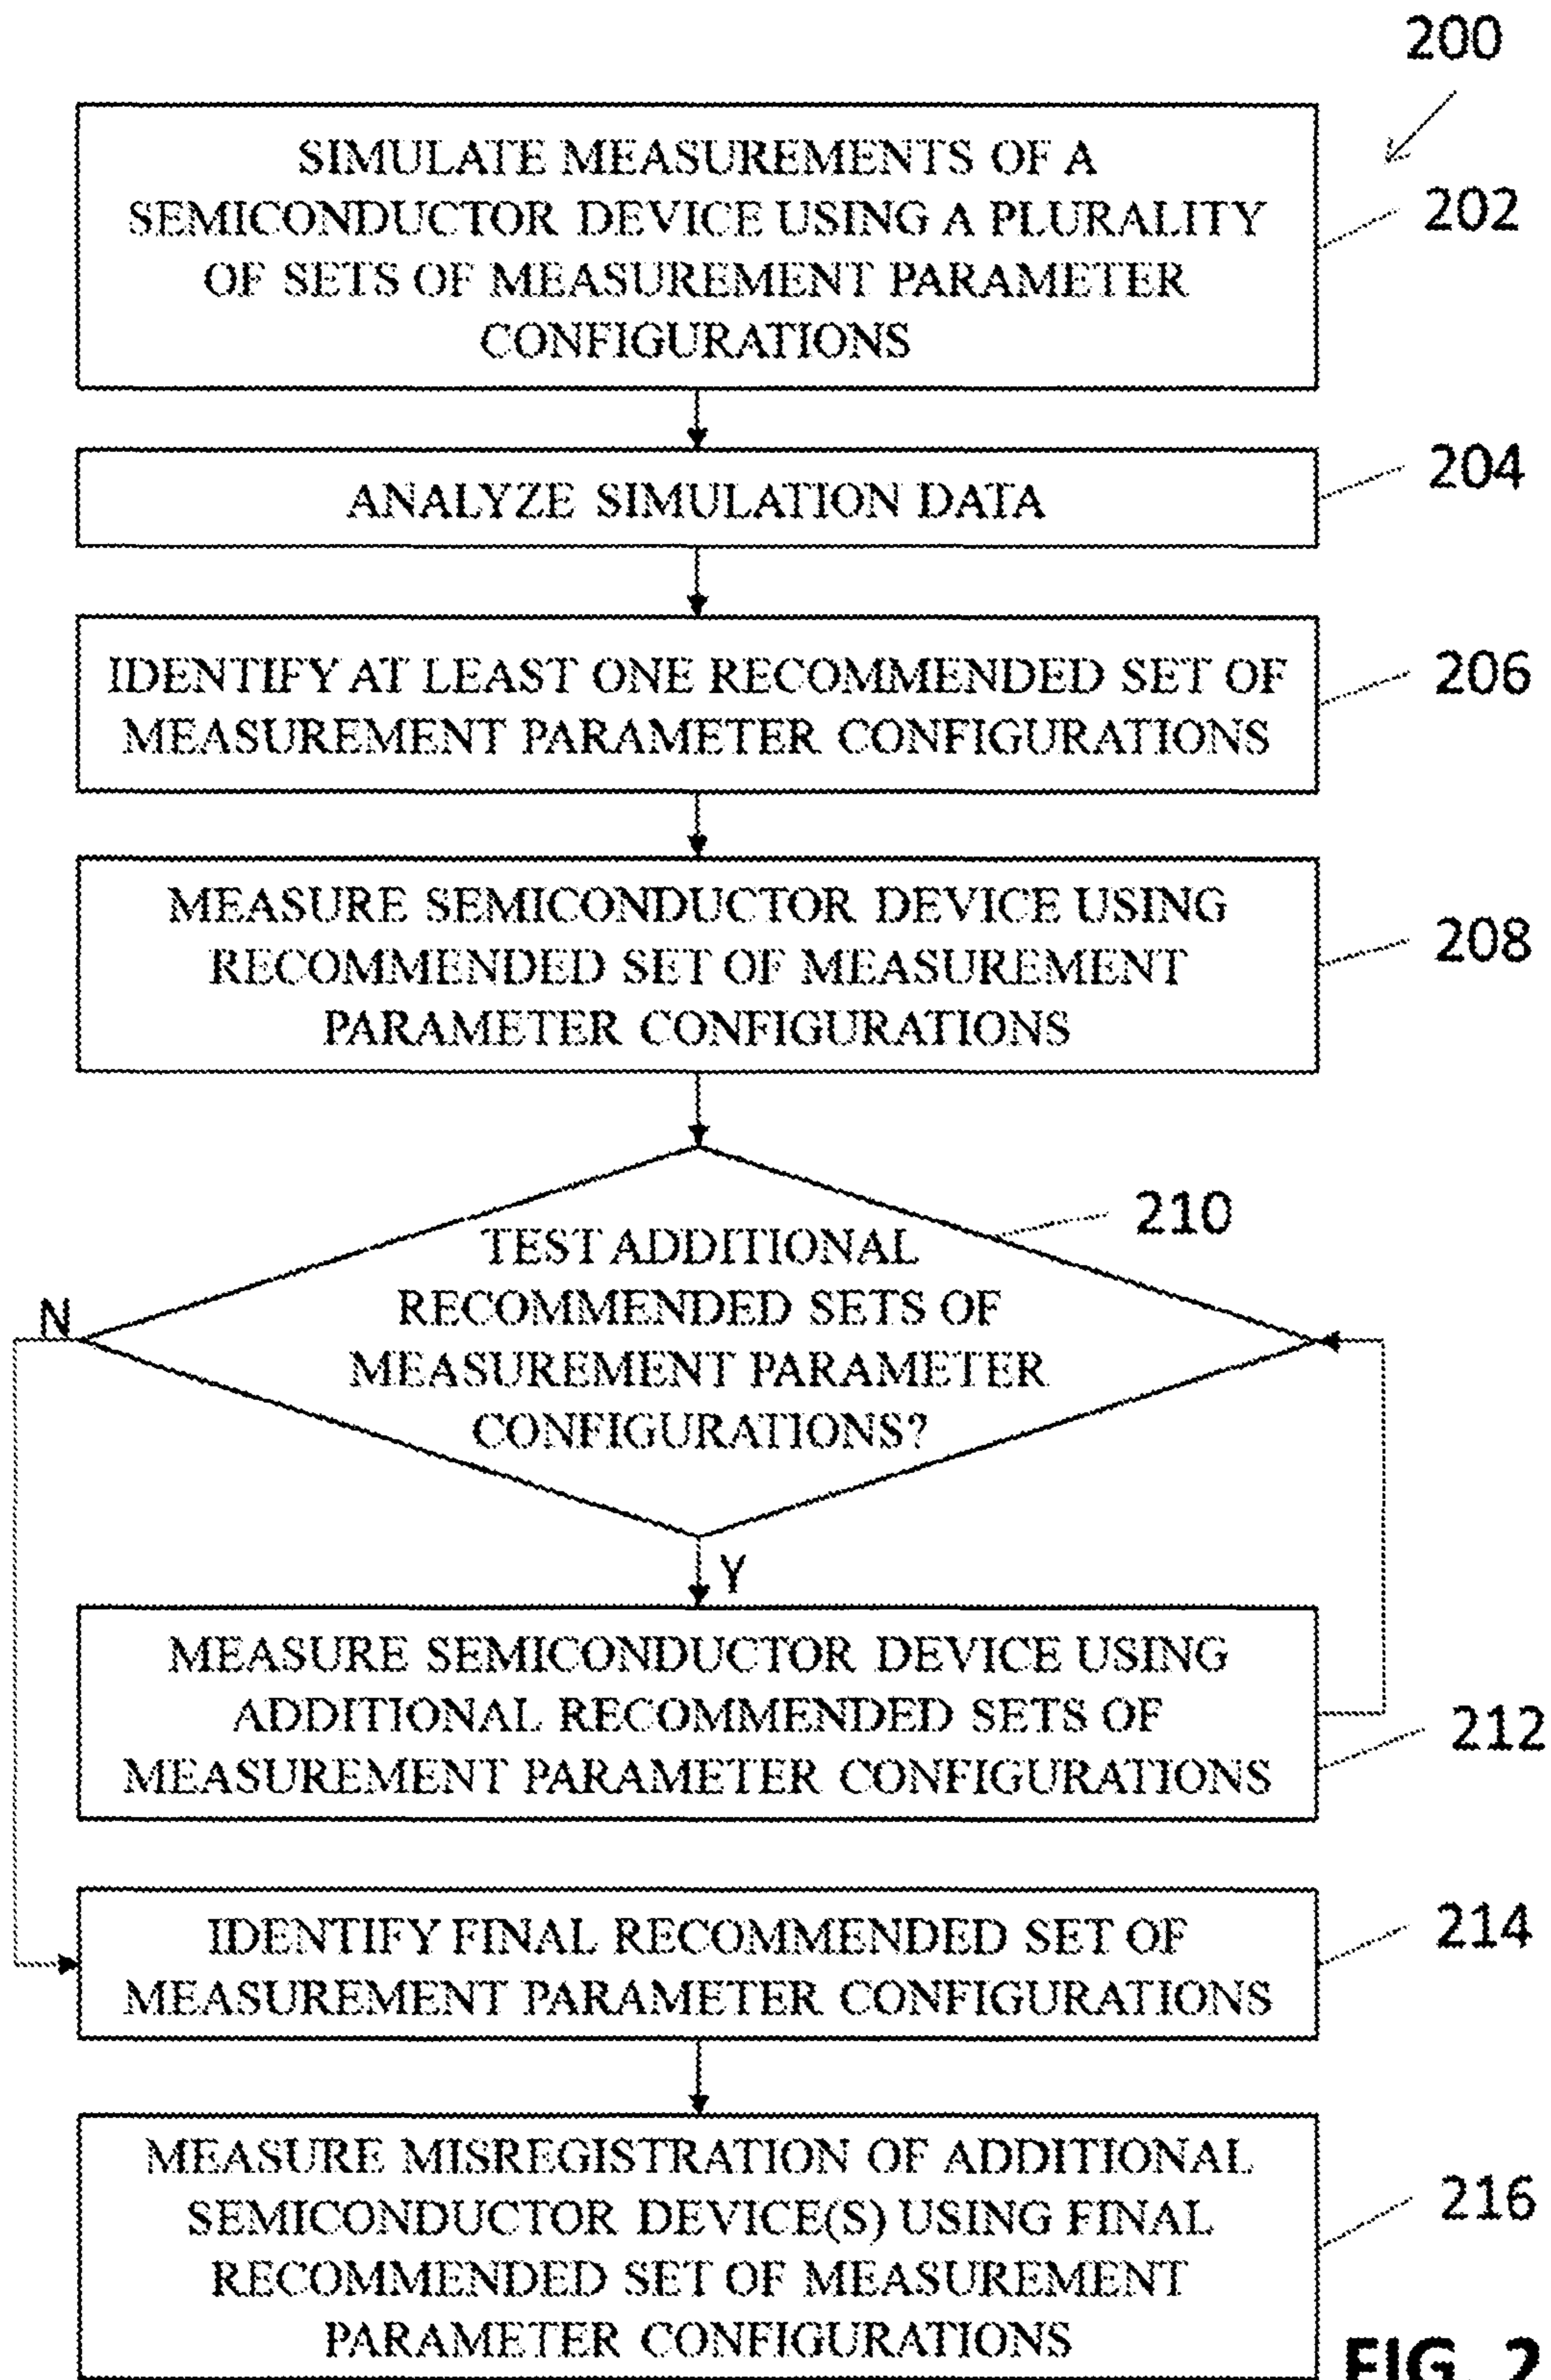 200
SIMULATE MEASUREMENTS OF A
SEMICONDUCTOR DEVICE USING A PLURALITY
OF SETS OF MEASUREMENT PARAMETER
CONFIGURATIONS
202
ANALYZE SIMULATION DATA
204
IDENTIFY AT LEAST ONE RECOMMENDED SET OF
MEASUREMENT PARAMETER CONFIGURATIONS
206
MEASURE SEMICONDUCTOR DEVICE USING
RECOMMENDED SET OF MEASUREMENT
PARAMETER CONFIGURATIONS
208
TEST ADDITIONAL
RECOMMENDED SETS OF
MEASUREMENT PARAMETER
CONFIGURATIONS?
210
N
Y
MEASURE SEMICONDUCTOR DEVICE USING
ADDITIONAL RECOMMENDED SETS OF
MEASUREMENT PARAMETER CONFIGURATIONS
212
IDENTIFY FINAL RECOMMENDED SET OF
MEASUREMENT PARAMETER CONFIGURATIONS
214
MEASURE MISREGISTRATION OF ADDITIONAL
SEMICONDUCTOR DEVICE(S) USING FINAL
RECOMMENDED SET OF MEASUREMENT
PARAMETER CONFIGURATIONS
216
FIG. 2